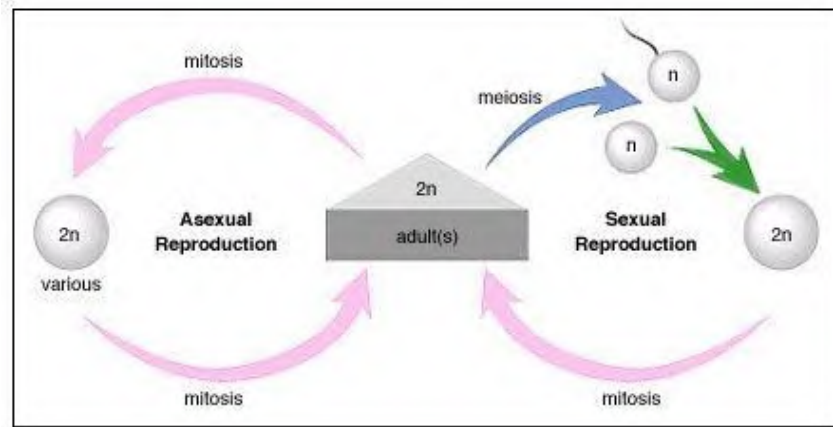 mitosis
n
meiosis
n
2n
Asexual
Reproduction
2n
adult(s)
Sexual
Reproduction
2n
various
mitosis
mitosis